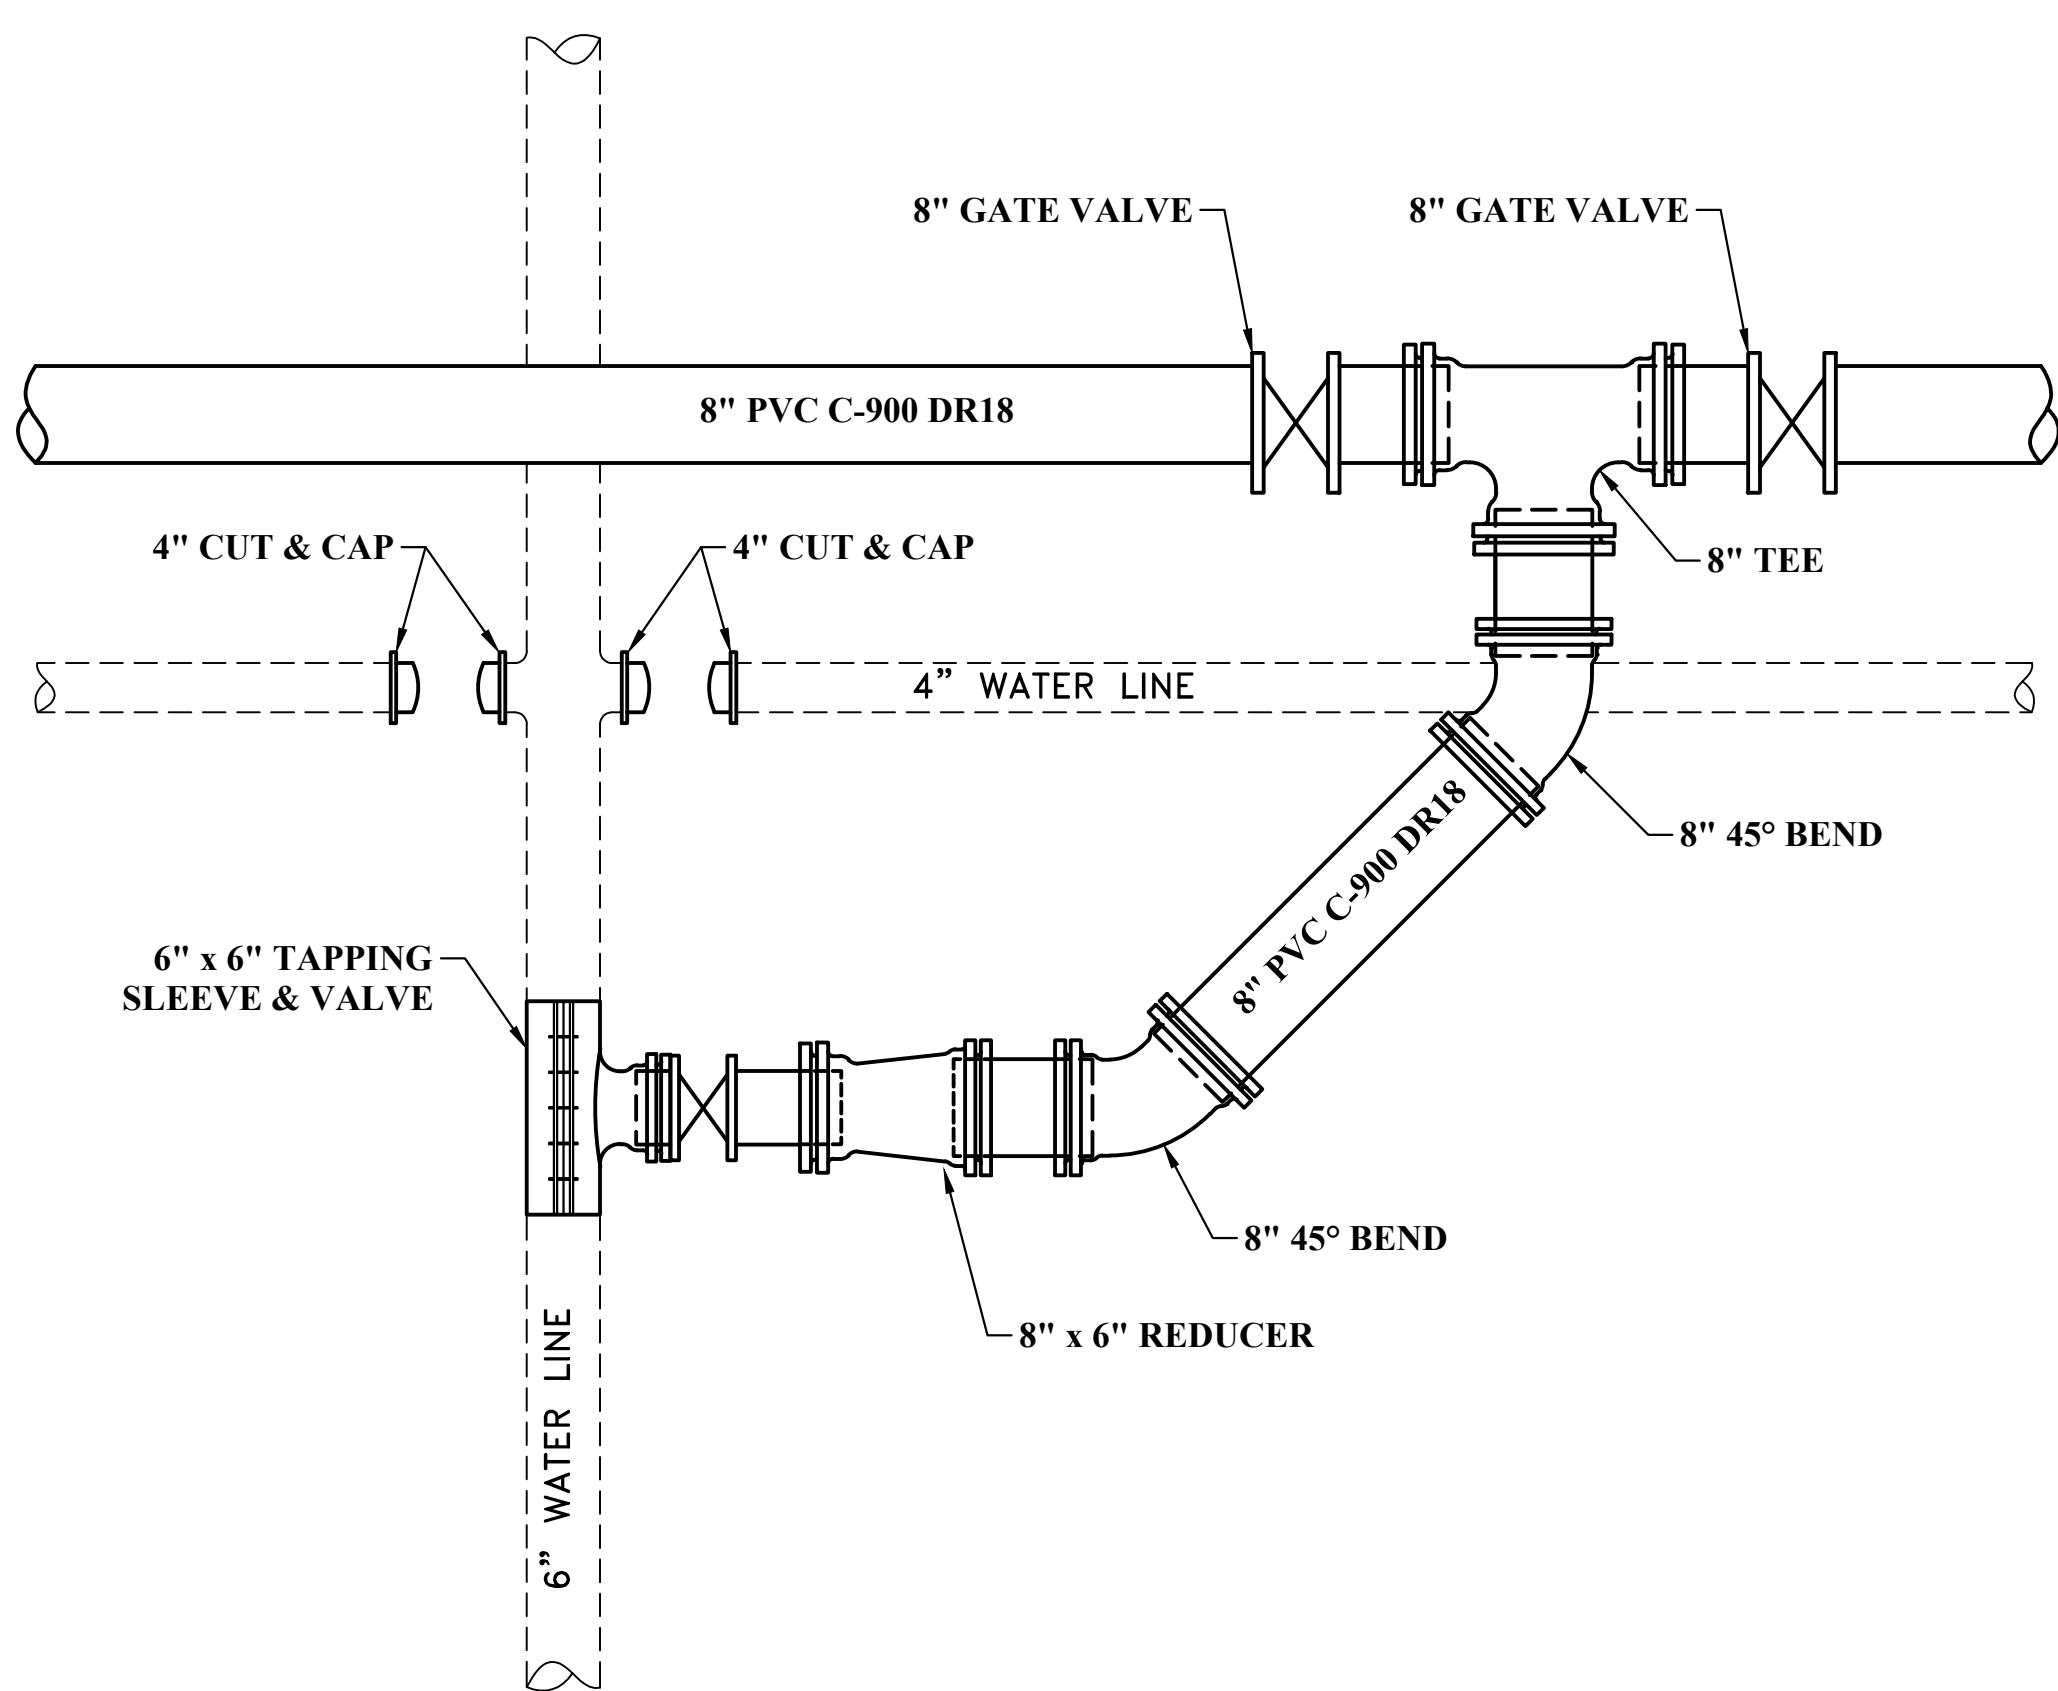 8" GATE VALVE
8" GATE VALVE
8" PVC C-900 DR18
4" CUT & CAP
4" CUT & CAP
8" TEE
4” WATER LINE
8" 45° BEND
8" PVC C-900 DR18
6" x 6" TAPPING
SLEEVE & VALVE
8" 45° BEND
8" x 6" REDUCER
6” WATER LINE